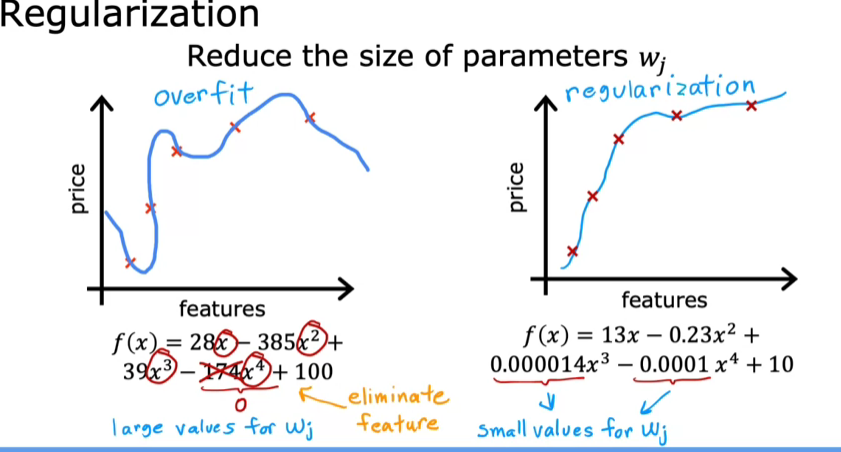 Regularization
Reduce the size of parameters wⱼ
overfit
price
features
f(x) = 28x – 385x² +
39x³ – 174x⁴ + 100
0
large values for wⱼ
eliminate
feature
regularization
price
features
f(x) = 13x – 0.23x² +
0.000014x³ – 0.0001 x⁴ + 10
small values for wⱼ